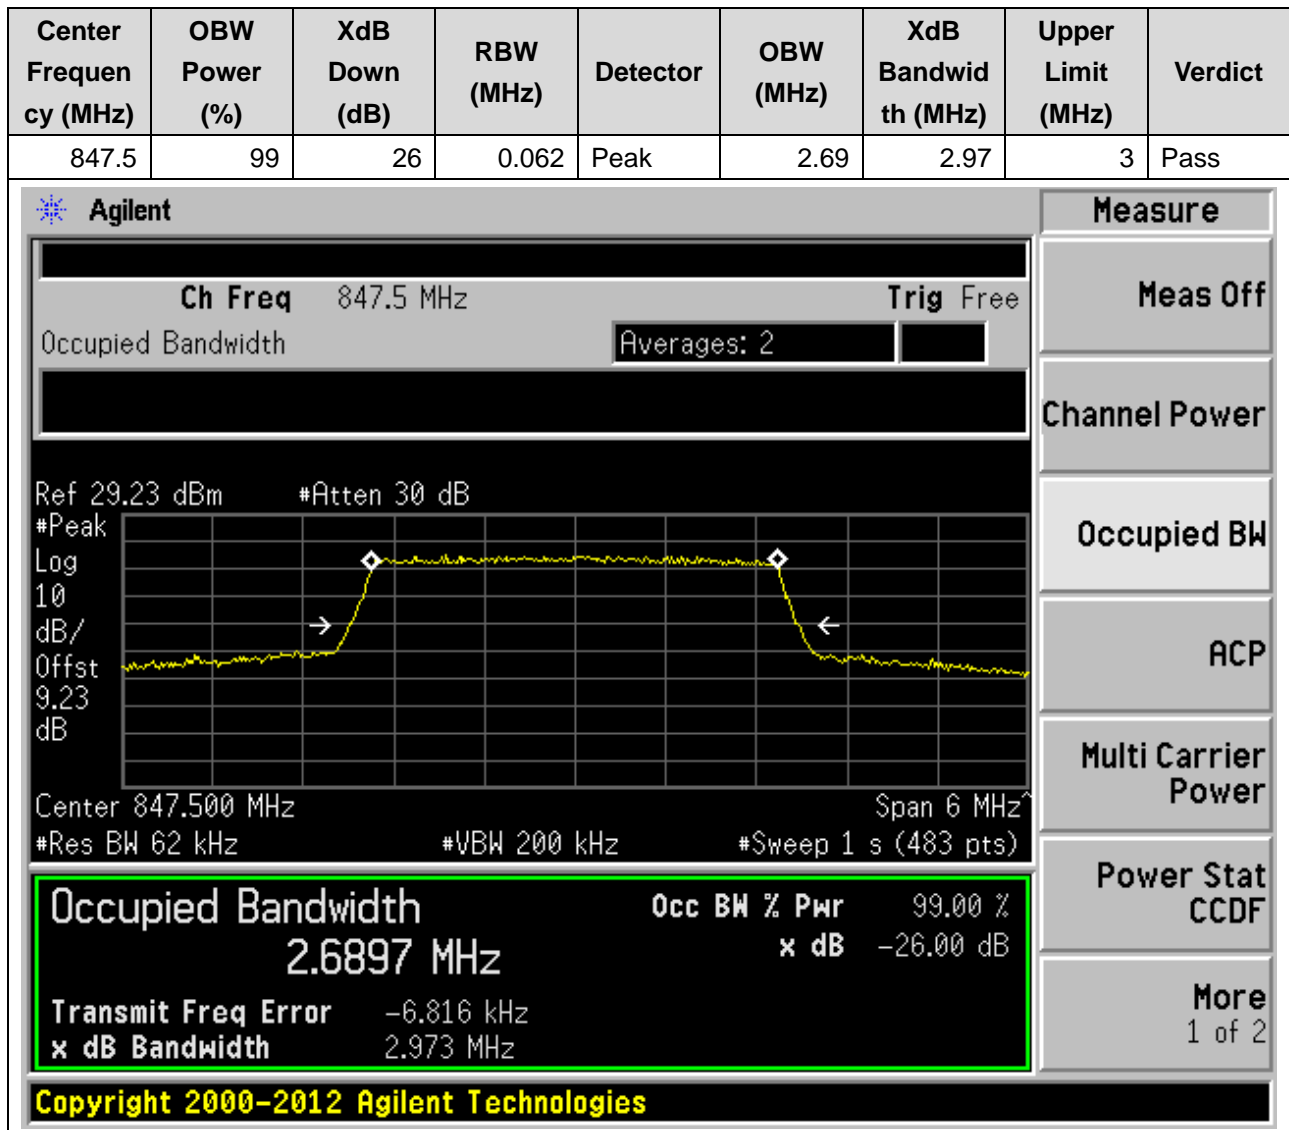 Center Frequen cy (MHz) | OBW Power (%) | XdB Down (dB) | RBW (MHz) | Detector | OBW (MHz) | XdB Bandwid th (MHz) | Upper Limit (MHz) | Verdict
847.5 | 99 | 26 | 0.062 | Peak | 2.69 | 2.97 | 3 | Pass
Agilent
Measure
Ch Freq 847.5 MHz Trig Free
Occupied Bandwidth Averages: 2
Ref 29.23 dBm #Atten 30 dB
#Peak
Log
10
dB/
Offst
9.23
dB
Center 847.500 MHz Span 6 MHz^
#Res BW 62 kHz #VBW 200 kHz #Sweep 1 s (483 pts)
Occupied Bandwidth Occ BW % Pwr 99.00 %
2.6897 MHz x dB -26.00 dB
Transmit Freq Error -6.816 kHz
x dB Bandwidth 2.973 MHz
Meas Off
Channel Power
Occupied BW
ACP
Multi Carrier
Power
Power Stat
CCDF
More
1 of 2
Copyright 2000-2012 Agilent Technologies